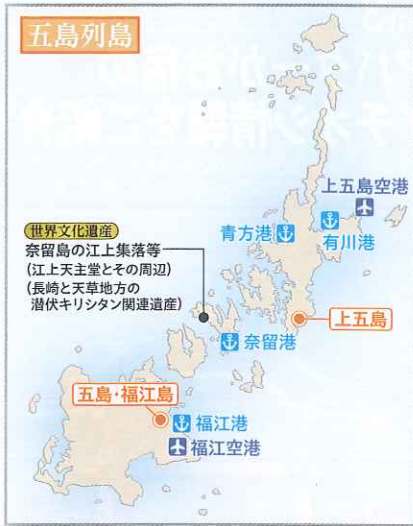 五島列島
上五島空港
青方港
有川港
世界文化遺産
奈留島の江上集落等
(江上天主堂とその周辺)
(長崎と天草地方の
潜伏キリシタン関連遺産)
上五島
奈留港
五島・福江島
福江港
福江空港